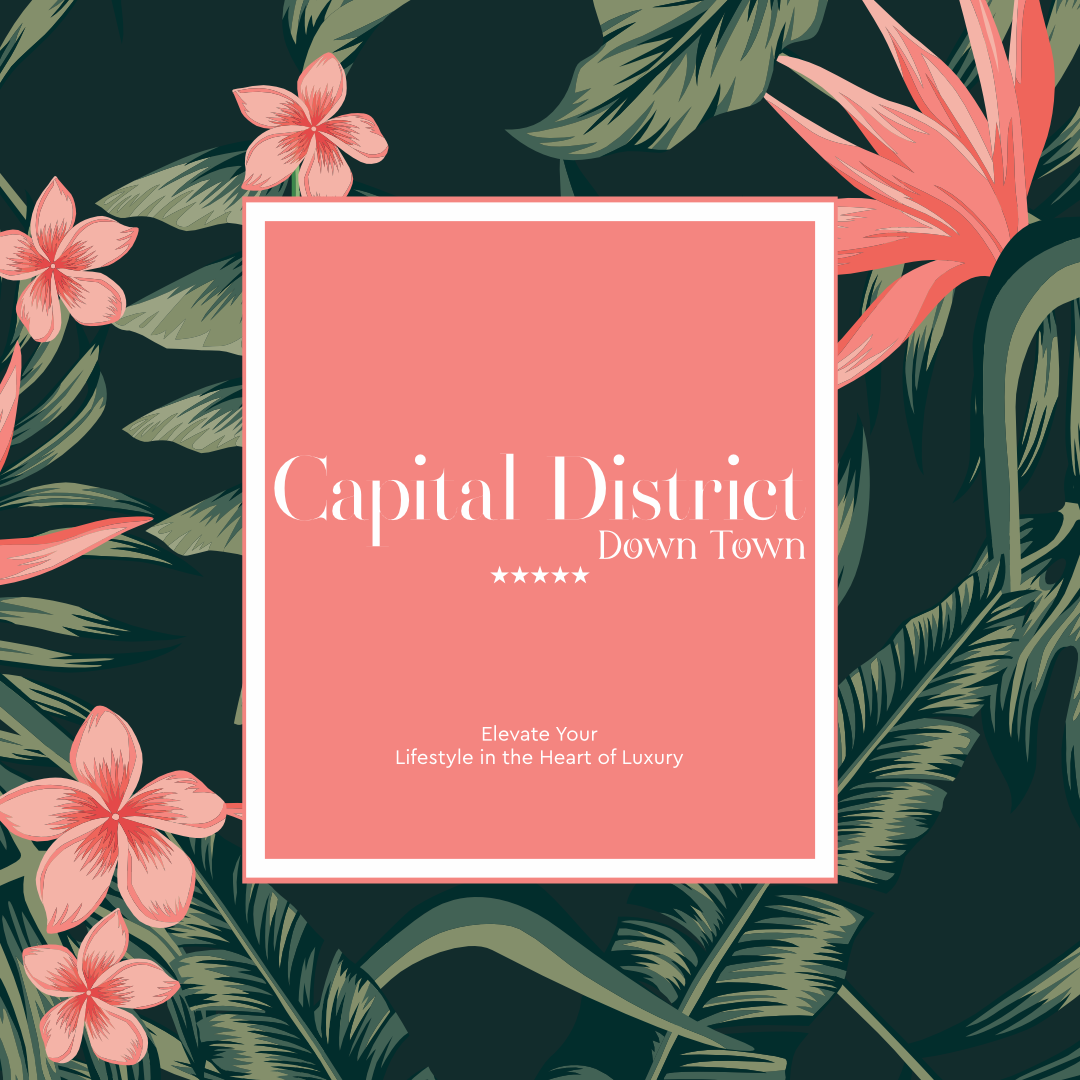 Capital District
Down Town
★★★★★
Elevate Your
Lifestyle in the Heart of Luxury